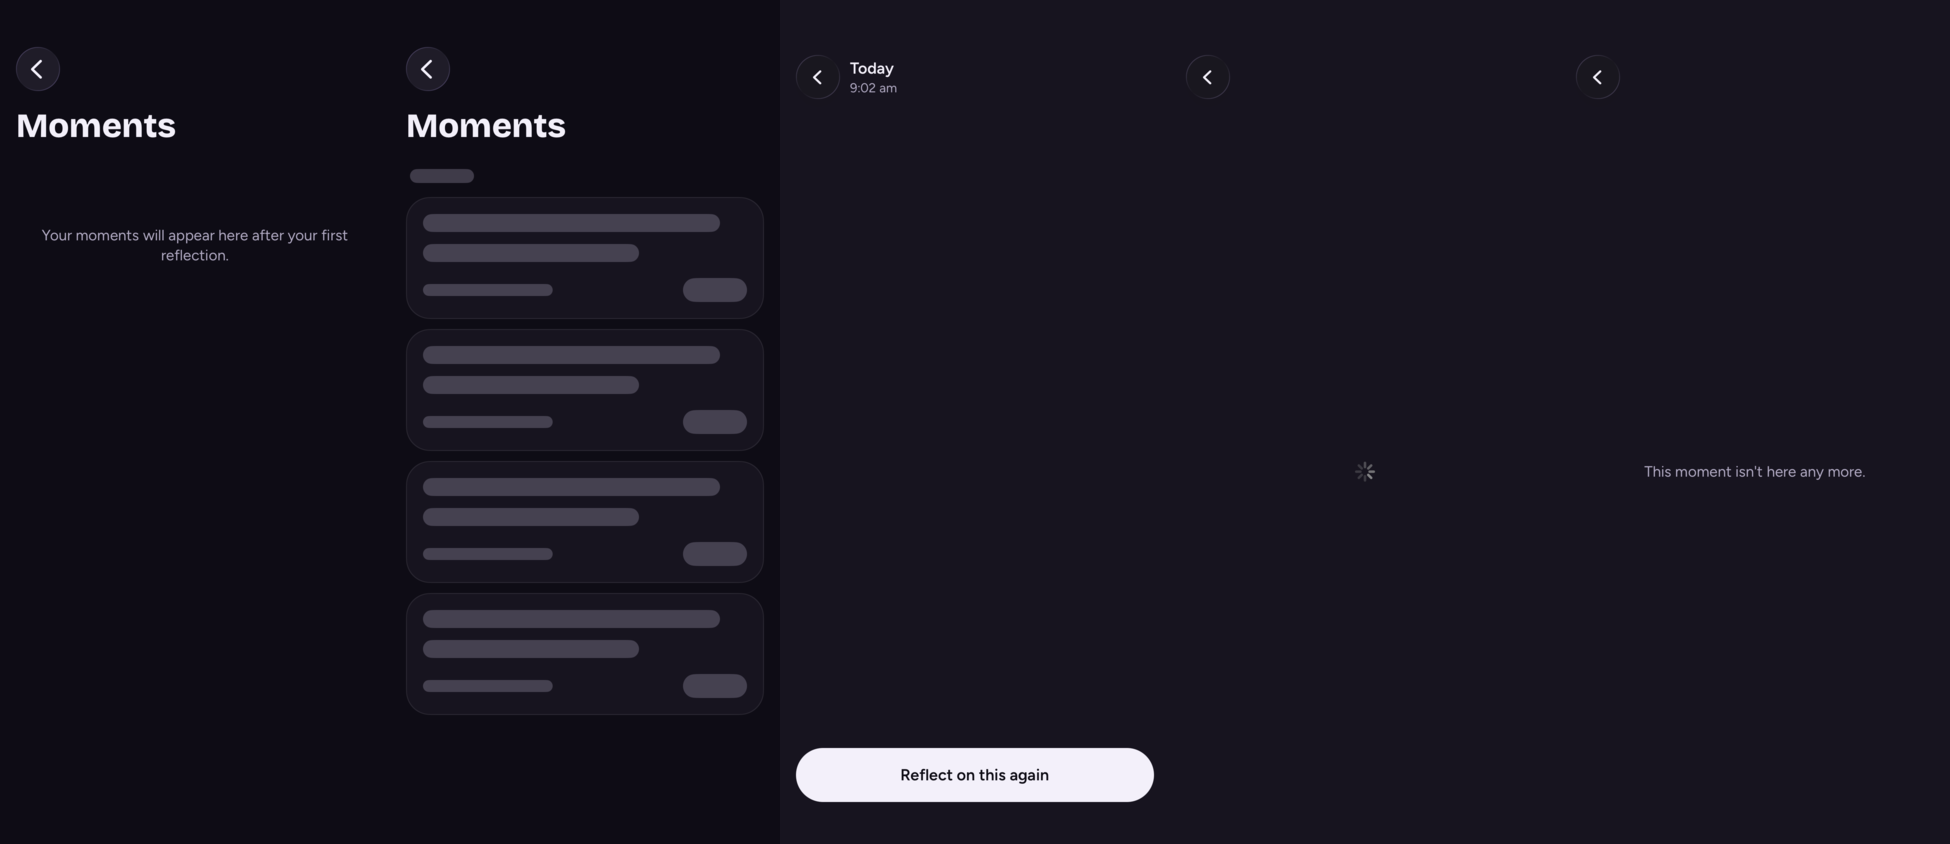 Moments
Your moments will appear here after your first
reflection.
Moments
Today
9:02 am
Reflect on this again
This moment isn't here any more.